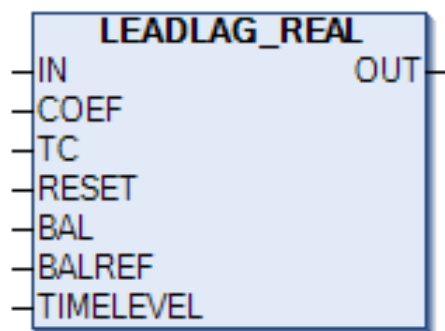 LEADLAG_REAL
IN OUT
COEF
TC
RESET
BAL
BALREF
TIMELEVEL